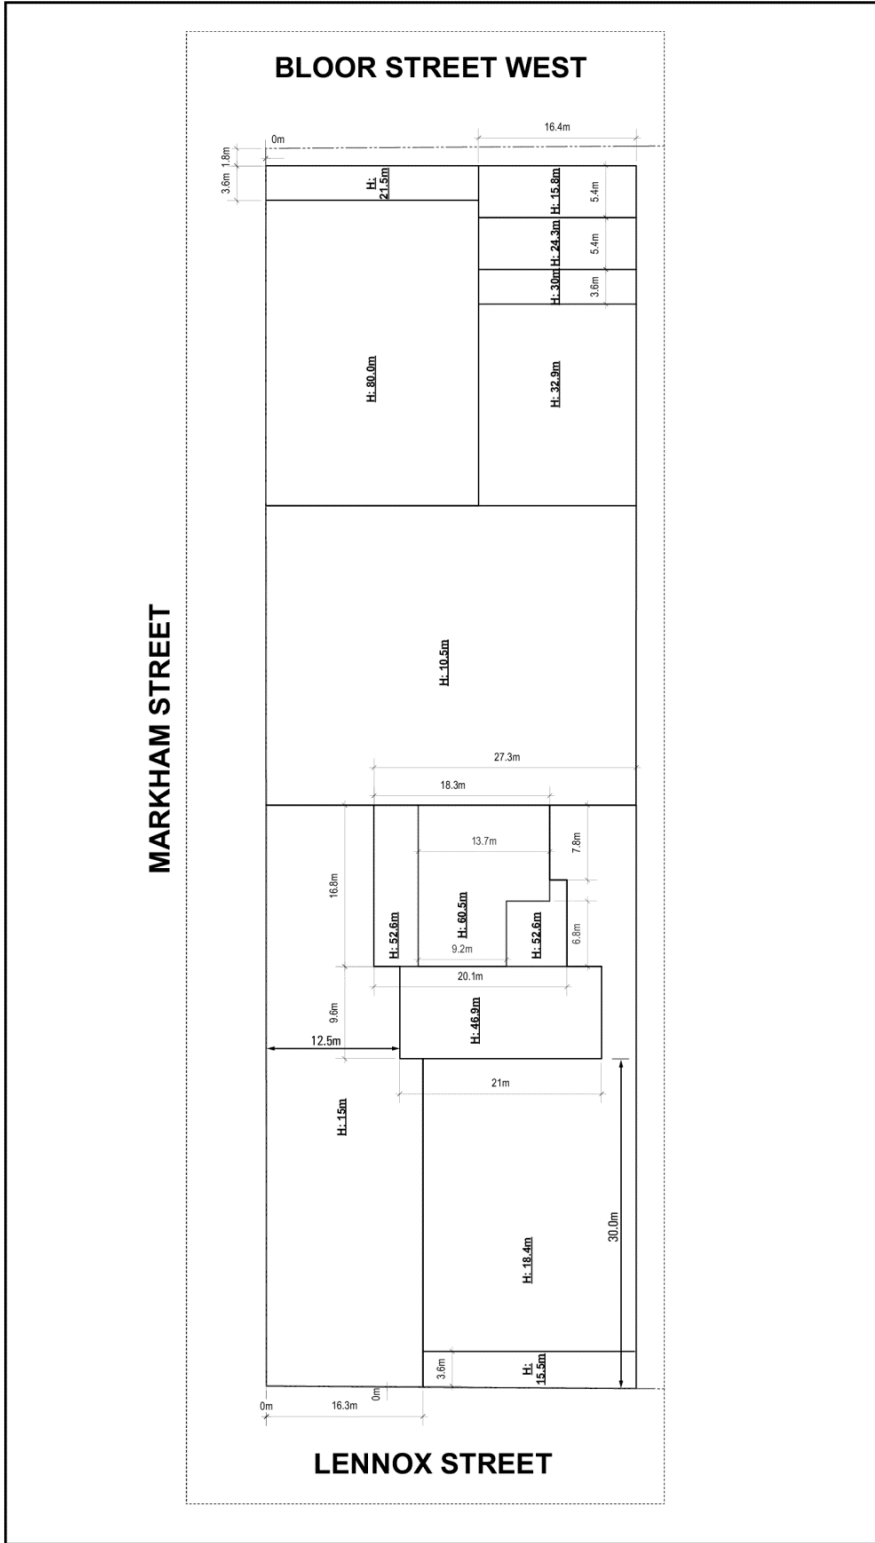 BLOOR STREET WEST
16.4m
0m
1.8m
3.6m
H:
21.5m
H: 15.8m
5.4m
H: 24.3m
5.4m
H: 30m
3.6m
H: 80.0m
H: 32.9m
MARKHAM STREET
H: 10.5m
27.3m
18.3m
13.7m
7.8m
16.8m
H: 52.6m
H: 60.5m
H: 52.6m
6.8m
9.2m
20.1m
9.6m
H: 46.9m
12.5m
21m
H: 15m
30.0m
H: 18.4m
3.6m
H:
15.5m
0m
0m
16.3m
LENNOX STREET